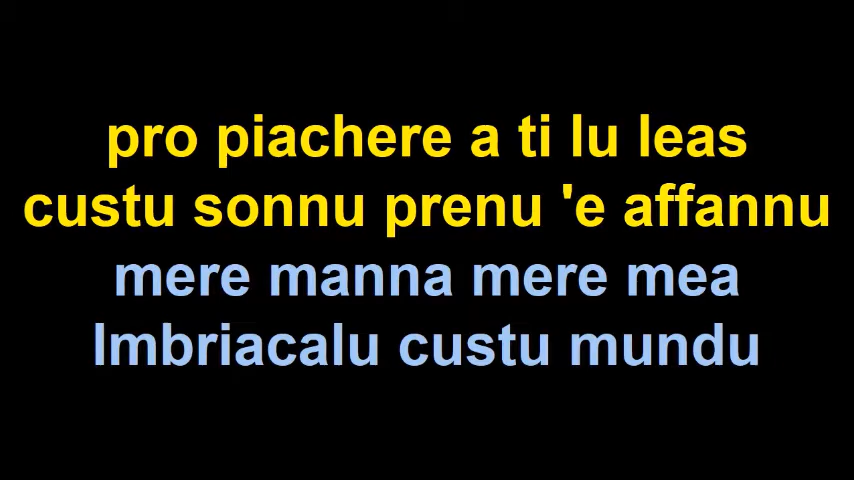 pro piachere a ti lu leas
custu sonnu prenu 'e affannu
mere manna mere mea
Imbriacalu custu mundu